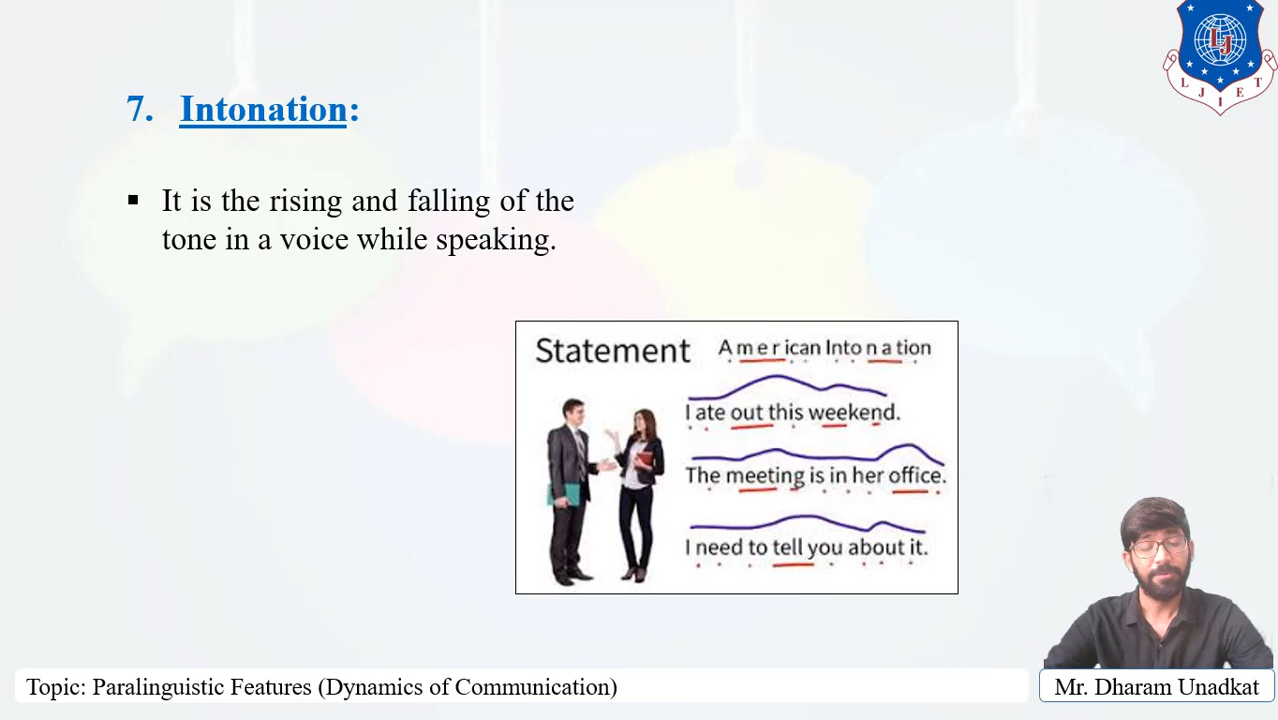 7. Intonation:
▪ It is the rising and falling of the
tone in a voice while speaking.
Statement
American Intonation
I ate out this weekend.
The meeting is in her office.
I need to tell you about it.
LJ
L J I E T
Topic: Paralinguistic Features (Dynamics of Communication)
Mr. Dharam Unadkat